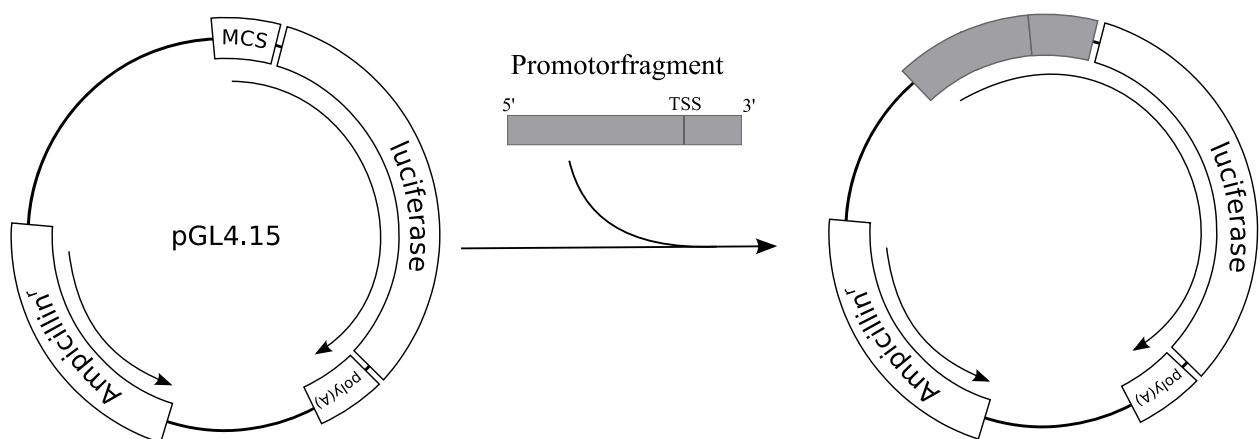 MCS
luciferase
pGL4.15
Ampicillinʳ
poly(A)
Promotorfragment
5'
TSS
3'
luciferase
Ampicillinʳ
poly(A)